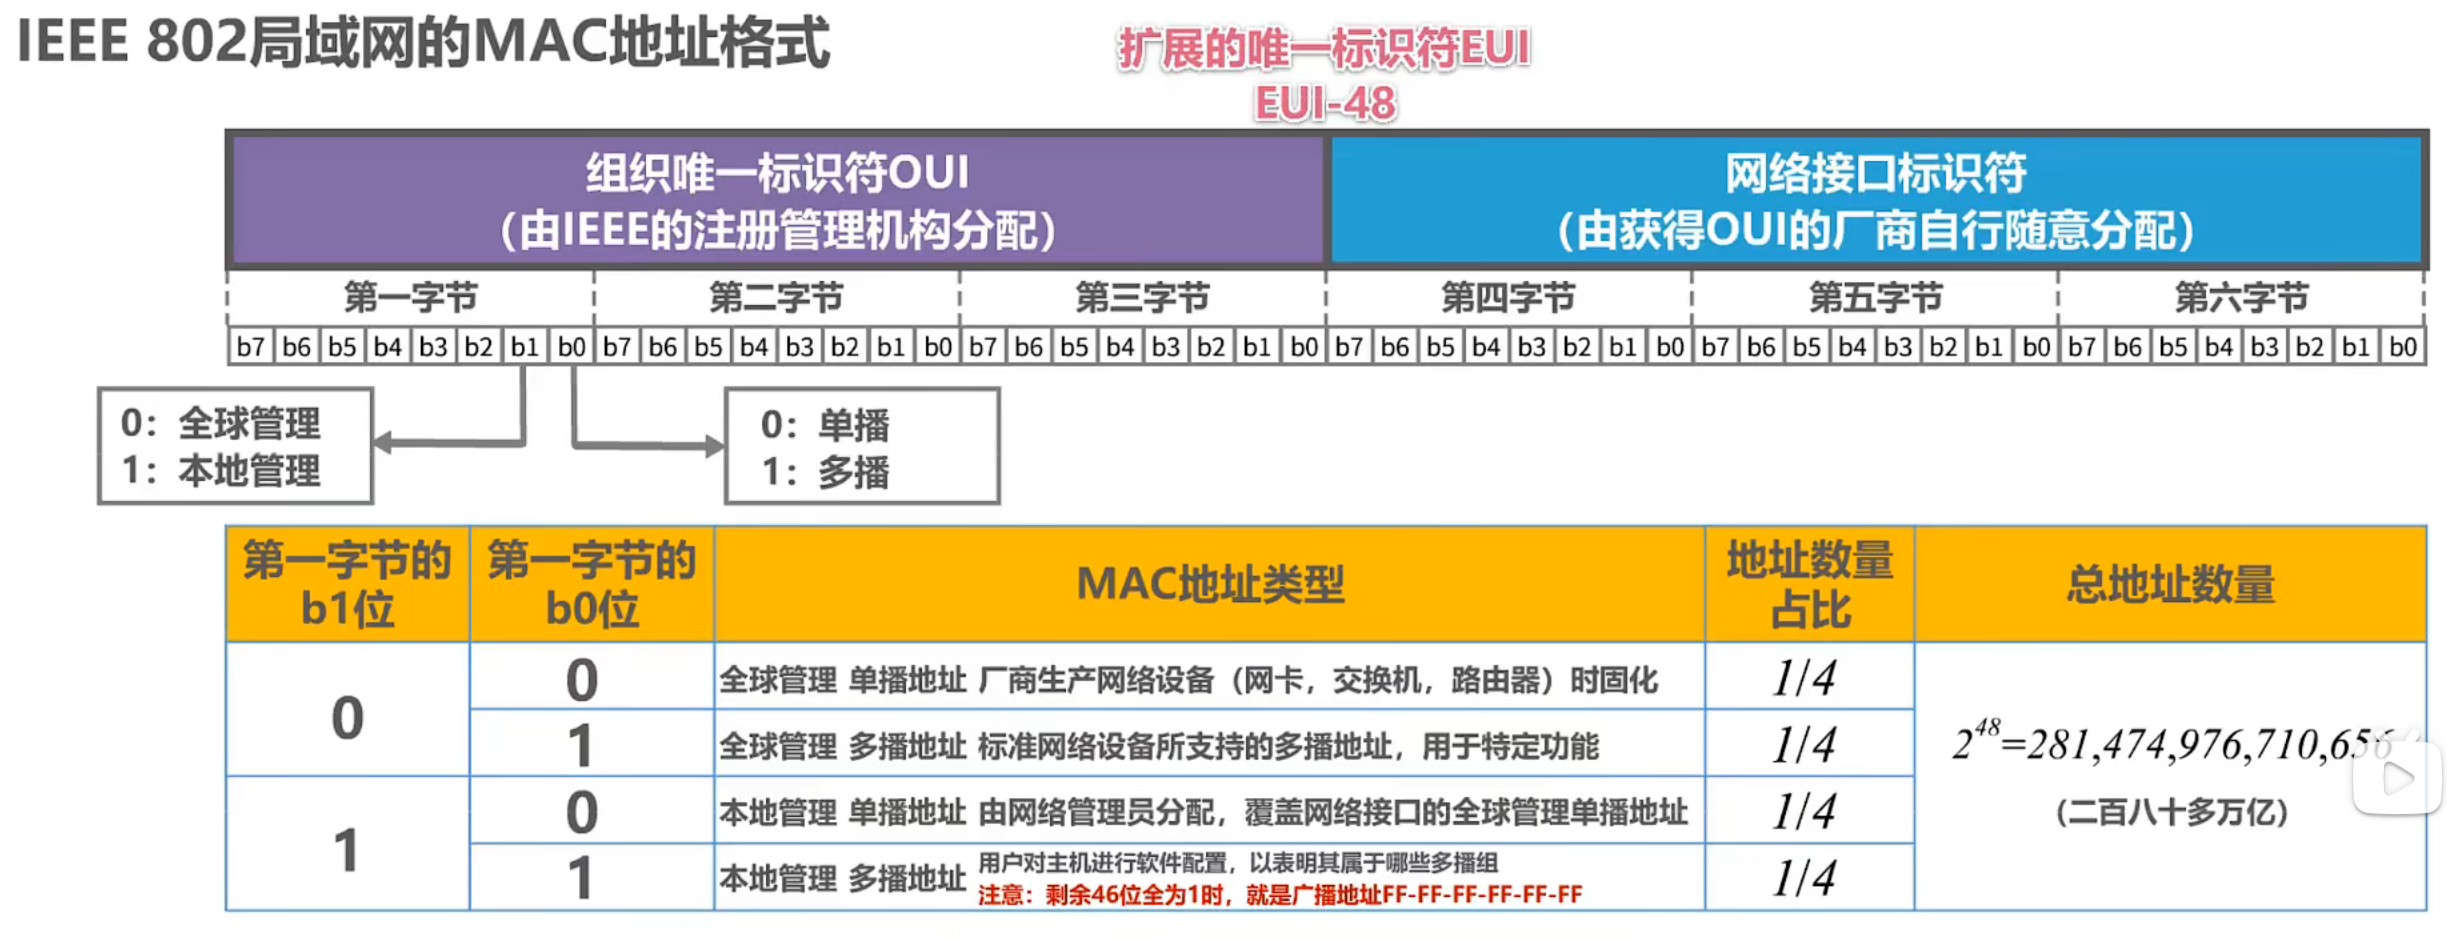 IEEE 802局域网的MAC地址格式
扩展的唯一标识符EUI
EUI-48
组织唯一标识符OUI
（由IEEE的注册管理机构分配）
网络接口标识符
（由获得OUI的厂商自行随意分配）
第一字节 第二字节 第三字节 第四字节 第五字节 第六字节
b7 b6 b5 b4 b3 b2 b1 b0 b7 b6 b5 b4 b3 b2 b1 b0 b7 b6 b5 b4 b3 b2 b1 b0 b7 b6 b5 b4 b3 b2 b1 b0 b7 b6 b5 b4 b3 b2 b1 b0 b7 b6 b5 b4 b3 b2 b1 b0
0：全球管理
1：本地管理
0：单播
1：多播
第一字节的
b1位
第一字节的
b0位
MAC地址类型
地址数量
占比
总地址数量
0
0
全球管理 单播地址 厂商生产网络设备（网卡，交换机，路由器）时固化
1/4
1
全球管理 多播地址 标准网络设备所支持的多播地址，用于特定功能
1/4
1
0
本地管理 单播地址 由网络管理员分配，覆盖网络接口的全球管理单播地址
1/4
1
本地管理 多播地址
用户对主机进行软件配置，以表明其属于哪些多播组
注意：剩余46位全为1时，就是广播地址FF-FF-FF-FF-FF-FF
1/4
2^48=281,474,976,710,656
（二百八十多万亿）